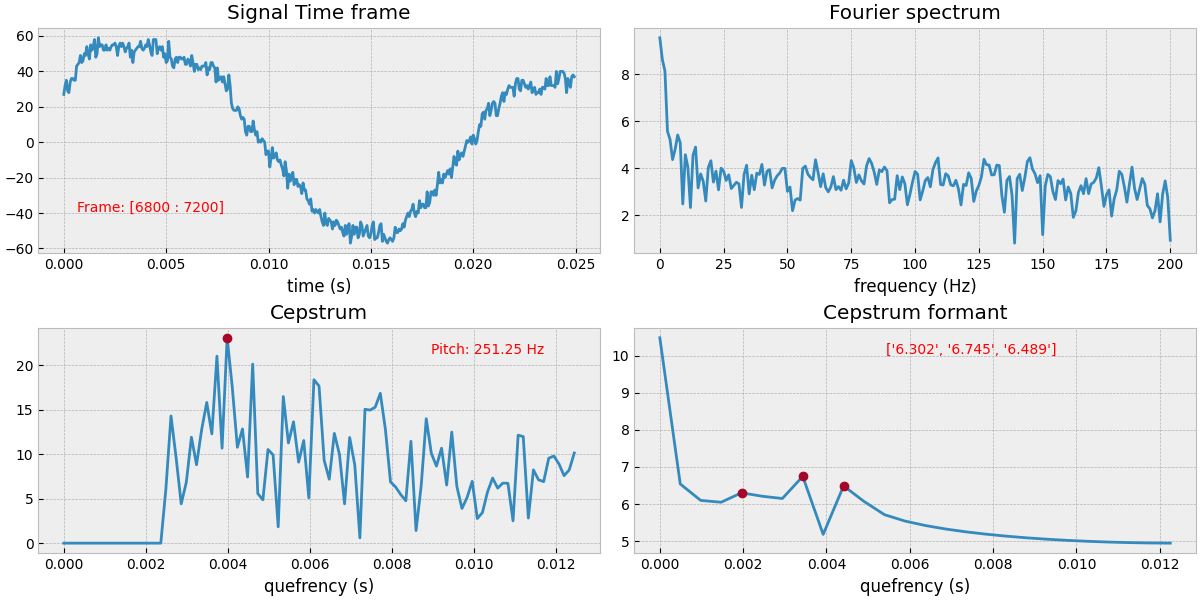 Signal Time frame
60
40
20
0
−20
−40
−60
Frame: [6800 : 7200]
0.000 0.005 0.010 0.015 0.020 0.025
time (s)
Fourier spectrum
8
6
4
2
0 25 50 75 100 125 150 175 200
frequency (Hz)
Cepstrum
20
15
10
5
0
Pitch: 251.25 Hz
0.000 0.002 0.004 0.006 0.008 0.010 0.012
quefrency (s)
Cepstrum formant
10
9
8
7
6
5
['6.302', '6.745', '6.489']
0.000 0.002 0.004 0.006 0.008 0.010 0.012
quefrency (s)